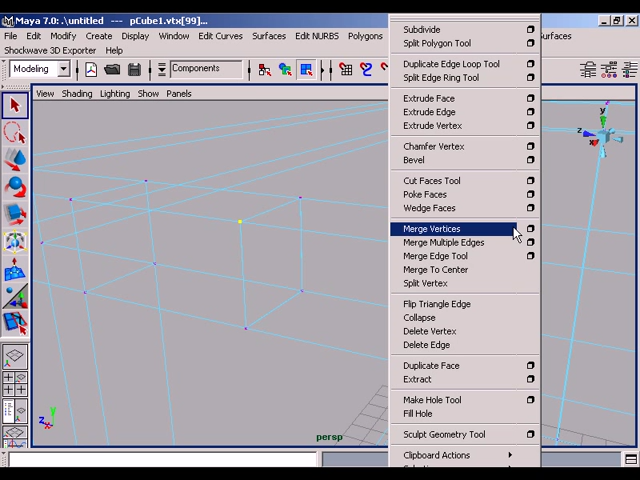 Maya 7.0: .\untitled --- pCube1.vtx[99]...
File Edit Modify Create Display Window Edit Curves Surfaces Edit NURBS Polygons Surfaces
Shockwave 3D Exporter Help
Modeling Components
View Shading Lighting Show Panels
Subdivide
Split Polygon Tool
Duplicate Edge Loop Tool
Split Edge Ring Tool
Extrude Face
Extrude Edge
Extrude Vertex
Chamfer Vertex
Bevel
Cut Faces Tool
Poke Faces
Wedge Faces
Merge Vertices
Merge Multiple Edges
Merge Edge Tool
Merge To Center
Split Vertex
Flip Triangle Edge
Collapse
Delete Vertex
Delete Edge
Duplicate Face
Extract
Make Hole Tool
Fill Hole
Sculpt Geometry Tool
Clipboard Actions
y
z
x
y
z
x
persp